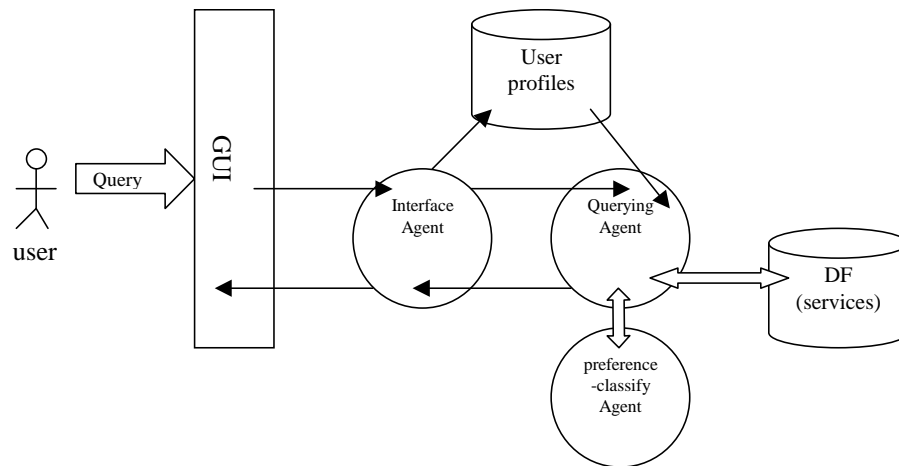 User
profiles
GUI
Query
user
Interface
Agent
Querying
Agent
DF
(services)
preference
-classify
Agent